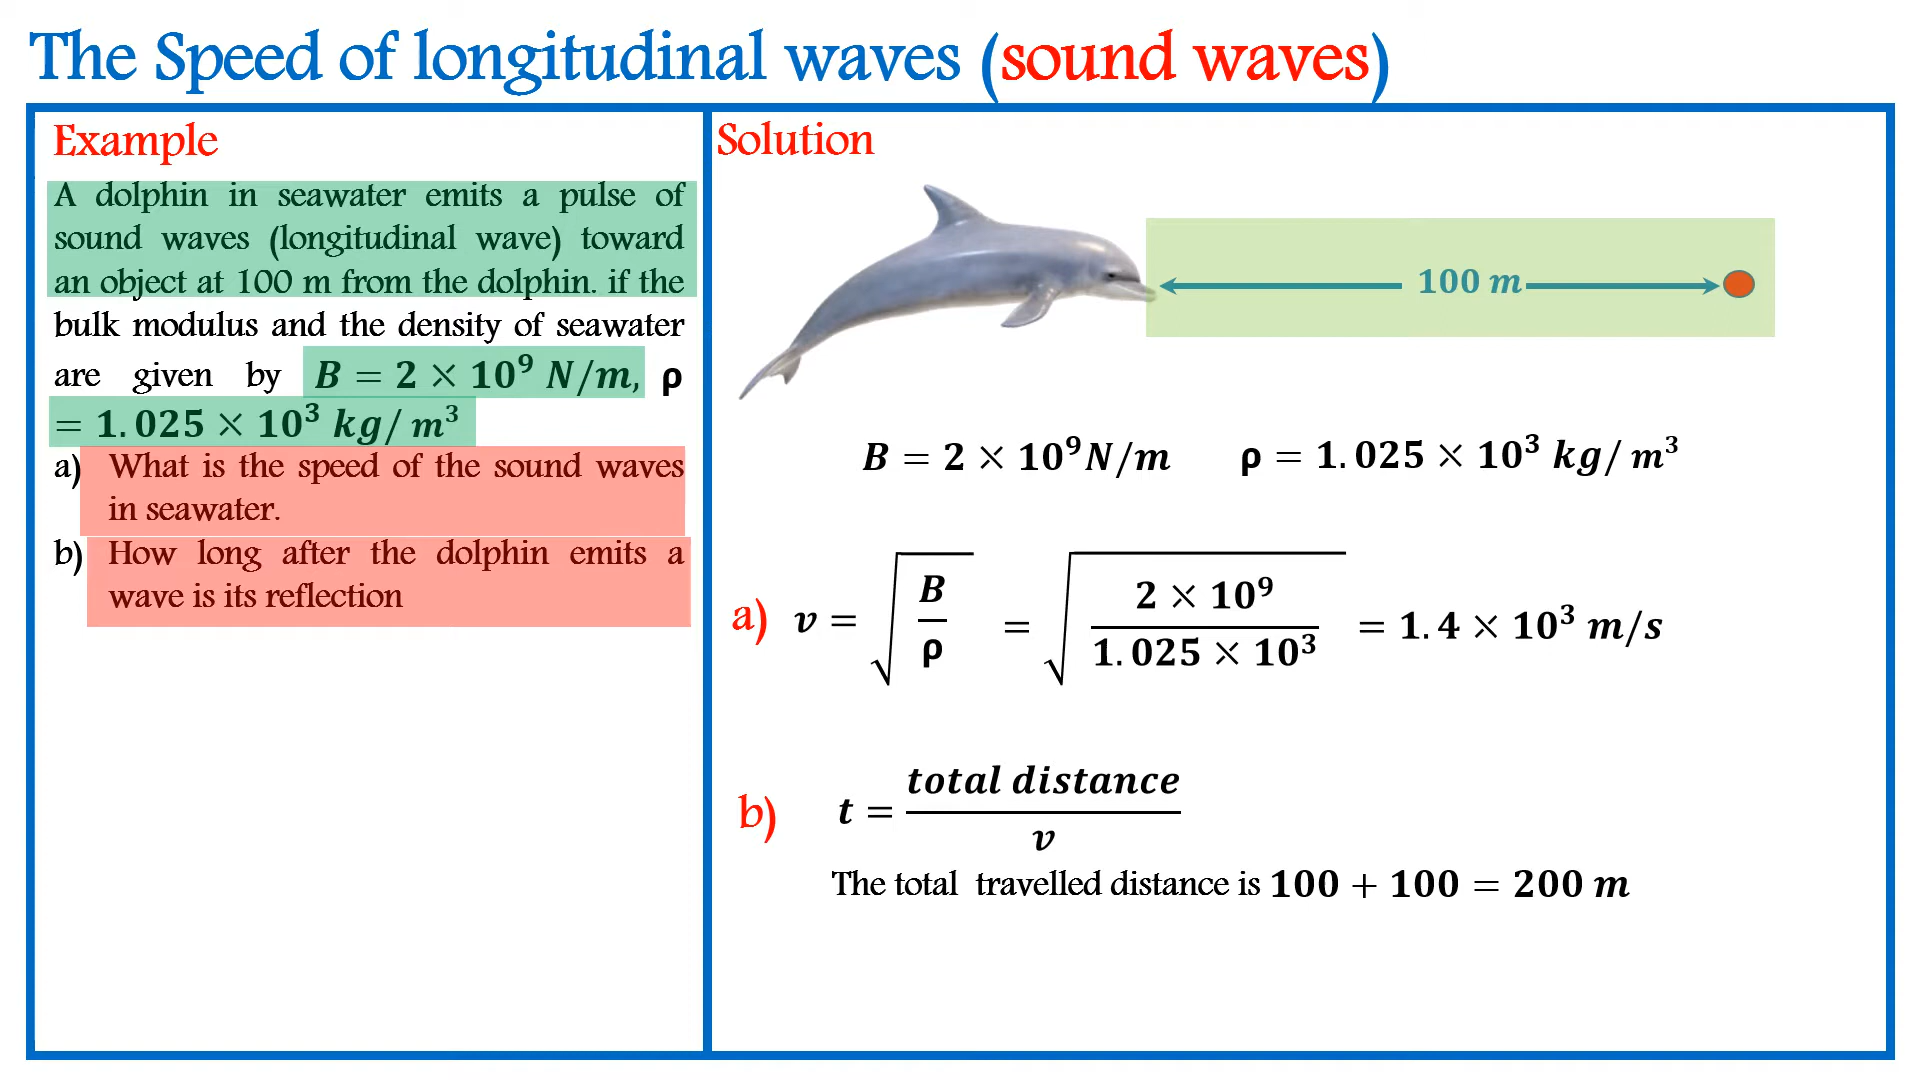 The Speed of longitudinal waves (sound waves)
Example
A dolphin in seawater emits a pulse of
sound waves (longitudinal wave) toward
an object at 100 m from the dolphin. if the
bulk modulus and the density of seawater
are given by B = 2 × 10⁹ N/m, ρ
= 1.025 × 10³ kg/ m³
a) What is the speed of the sound waves
in seawater.
b) How long after the dolphin emits a
wave is its reflection
Solution
100 m
B = 2 × 10⁹N/m ρ = 1.025 × 10³ kg/ m³
a) v = √(B/ρ) = √(2 × 10⁹/1.025 × 10³) = 1.4 × 10³ m/s
b) t = total distance/v
The total travelled distance is 100 + 100 = 200 m